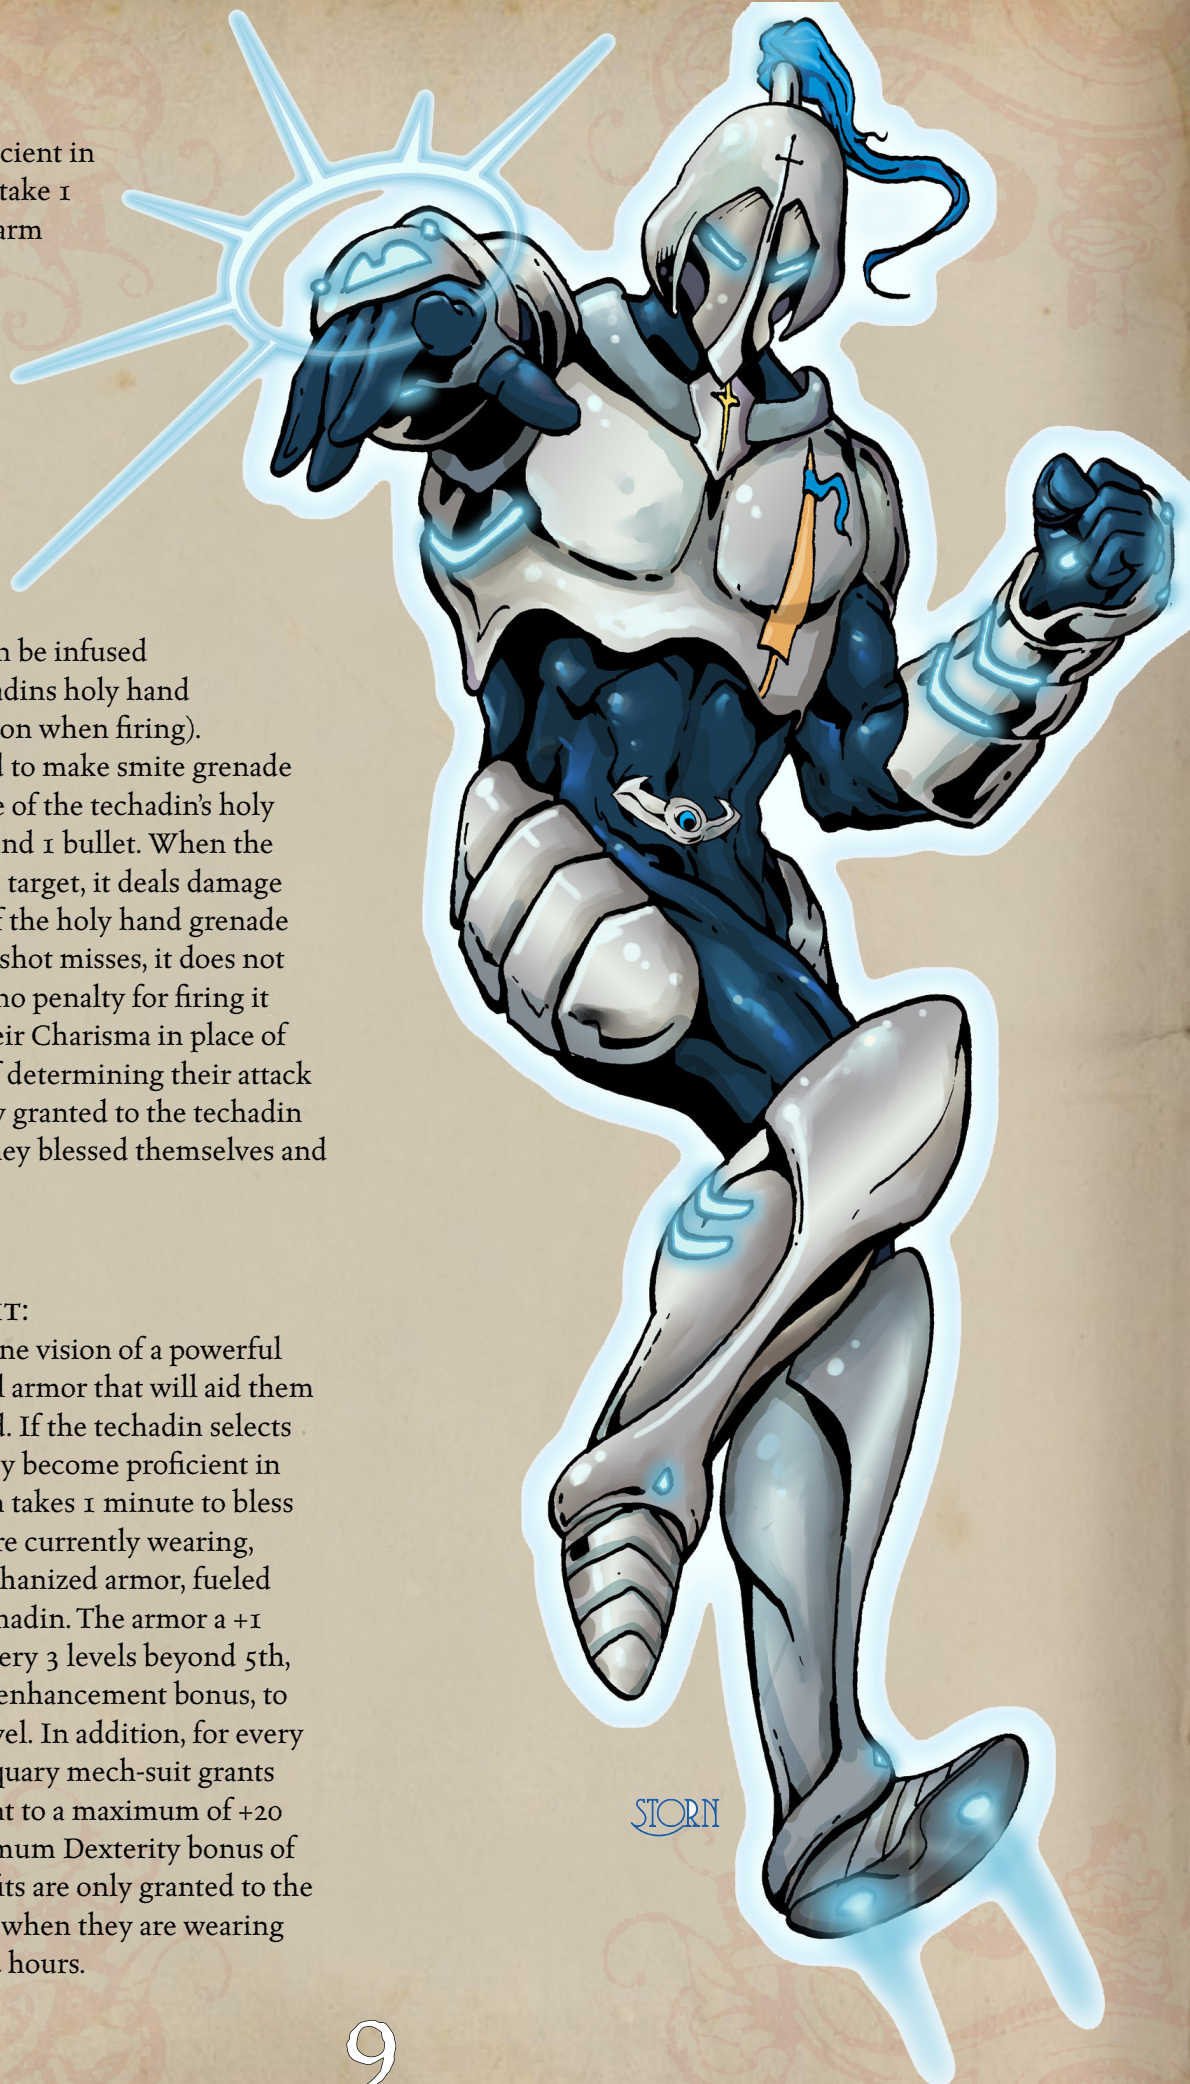 cient in
take 1
arm
n be infused
adins holy hand
on when firing).
d to make smite grenade
e of the techadin's holy
nd 1 bullet. When the
target, it deals damage
f the holy hand grenade
shot misses, it does not
no penalty for firing it
eir Charisma in place of
f determining their attack
y granted to the techadin
hey blessed themselves and
IT:
ne vision of a powerful
l armor that will aid them
d. If the techadin selects
y become proficient in
n takes 1 minute to bless
re currently wearing,
hanized armor, fueled
hadin. The armor a +1
ery 3 levels beyond 5th,
enhancement bonus, to
vel. In addition, for every
quary mech-suit grants
nt to a maximum of +20
mum Dexterity bonus of
its are only granted to the
when they are wearing
hours.
STORN
9